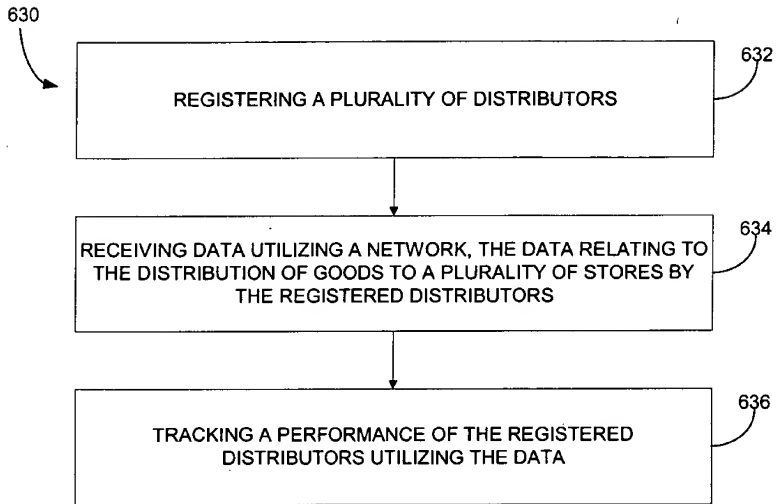 630
632
REGISTERING A PLURALITY OF DISTRIBUTORS
634
RECEIVING DATA UTILIZING A NETWORK, THE DATA RELATING TO
THE DISTRIBUTION OF GOODS TO A PLURALITY OF STORES BY
THE REGISTERED DISTRIBUTORS
636
TRACKING A PERFORMANCE OF THE REGISTERED
DISTRIBUTORS UTILIZING THE DATA